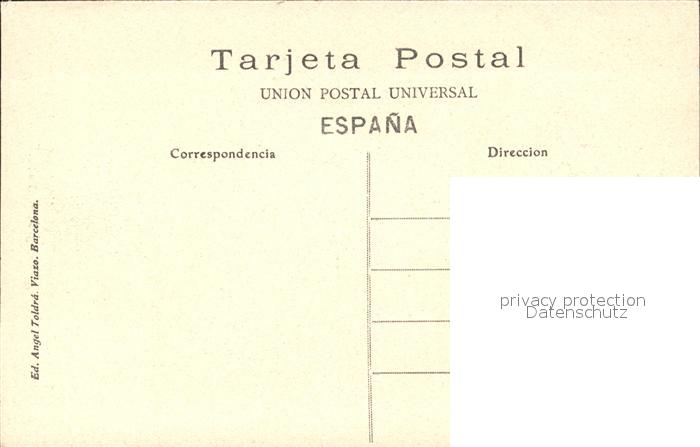 Tarjeta Postal
UNION POSTAL UNIVERSAL
ESPAÑA
Correspondencia
Direccion
Ed. Angel Toldrá. Viazo. Barcelona.
privacy protection
Datenschutz